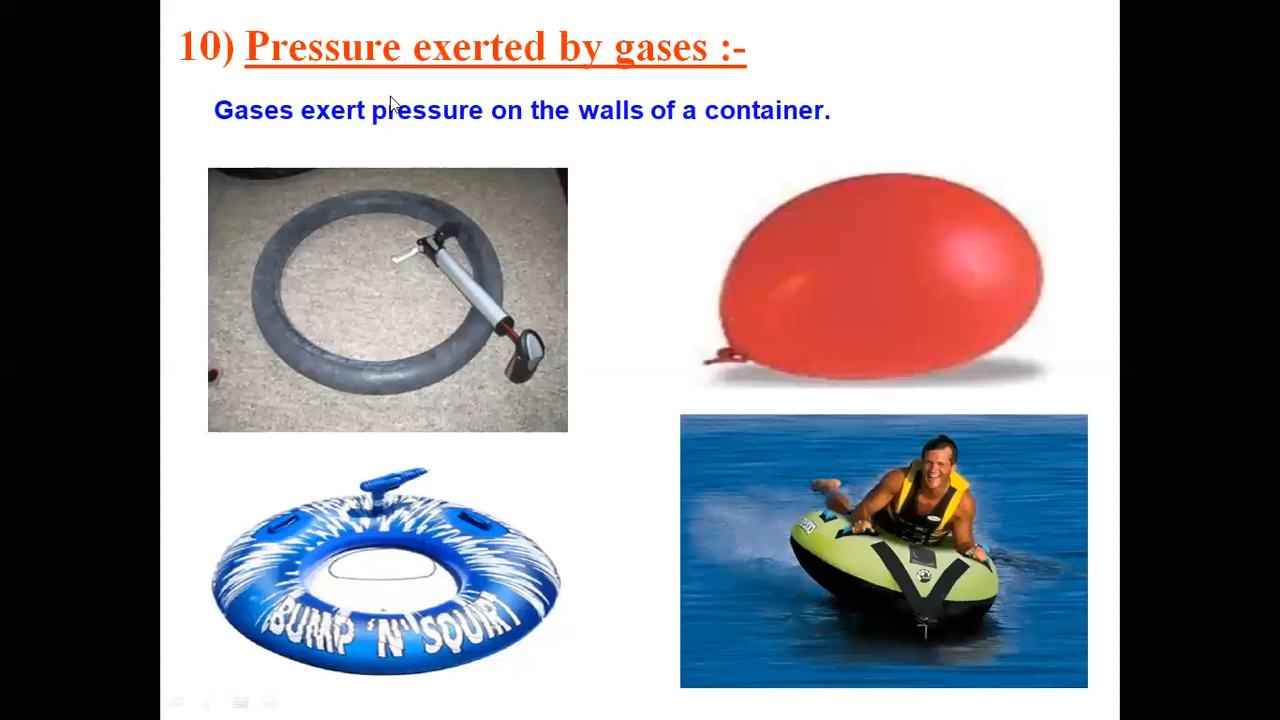 10) Pressure exerted by gases :-
Gases exert pressure on the walls of a container.
BUMP 'N' SQUIRT